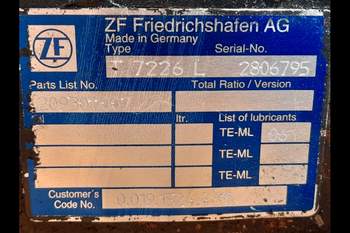 ZF
ZF Friedrichshafen AG
Made in Germany
Type Serial-No.
T 7226 L 2806795
Parts List No. Total Ratio / Version
ltr. List of lubricants
TE-ML
TE-ML
TE-ML
Customer's
Code No.